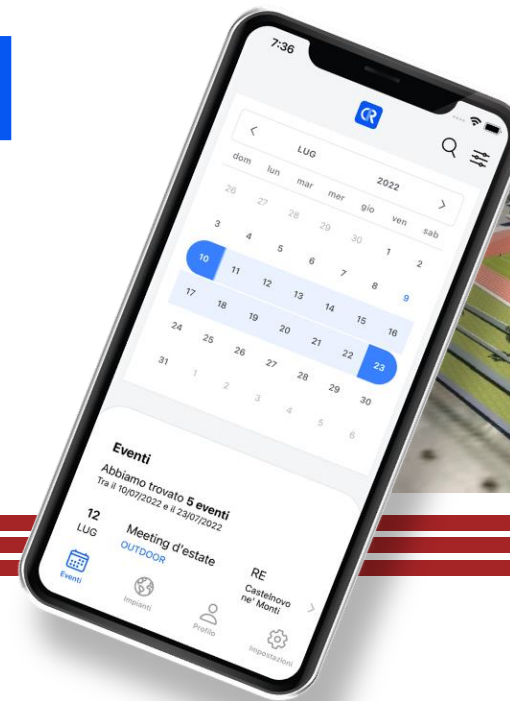 7:36
CR
LUG 2022
dom lun mar mer gio ven sab
26 27 28 29 30 1 2
3 4 5 6 7 8 9
10 11 12 13 14 15 16
17 18 19 20 21 22 23
24 25 26 27 28 29 30
31 1 2 3 4 5 6
Eventi
Abbiamo trovato 5 eventi
Tra il 10/07/2022 e il 23/07/2022
12 Meeting d'estate RE
LUG OUTDOOR Castelnovo
ne' Monti
Eventi Impianti Profilo Impostazioni